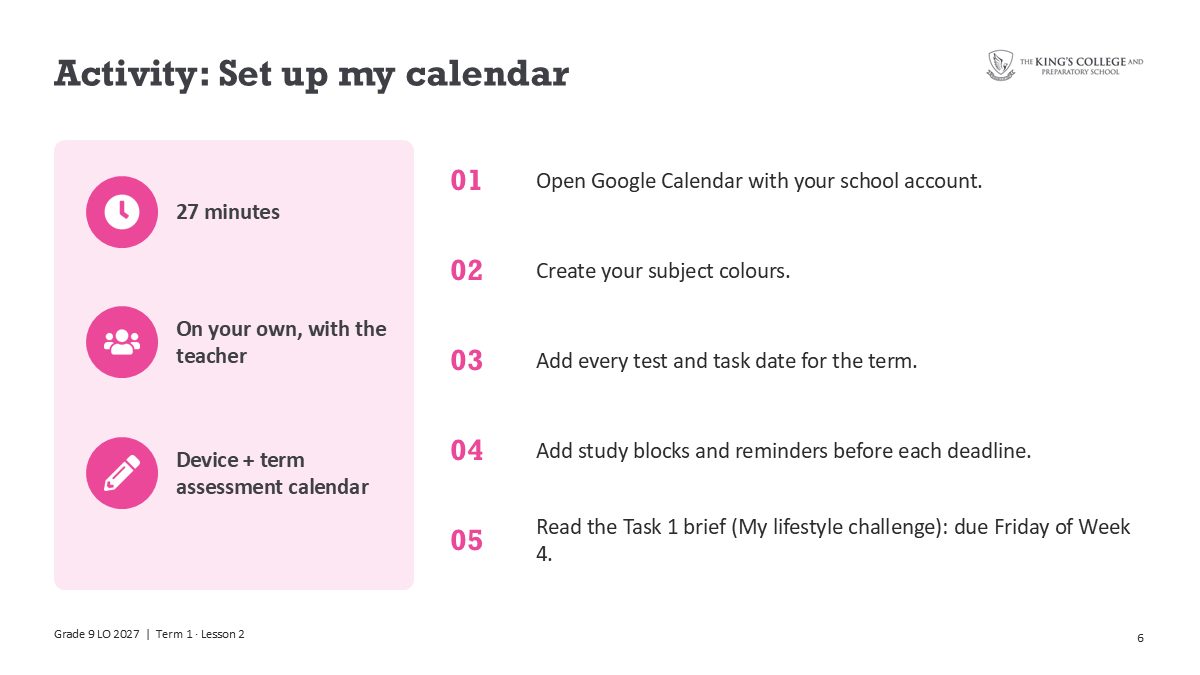 Activity: Set up my calendar
THE KING'S COLLEGE AND
PREPARATORY SCHOOL
27 minutes
On your own, with the
teacher
Device + term
assessment calendar
01 Open Google Calendar with your school account.
02 Create your subject colours.
03 Add every test and task date for the term.
04 Add study blocks and reminders before each deadline.
05 Read the Task 1 brief (My lifestyle challenge): due Friday of Week
4.
Grade 9 LO 2027 | Term 1 · Lesson 2
6